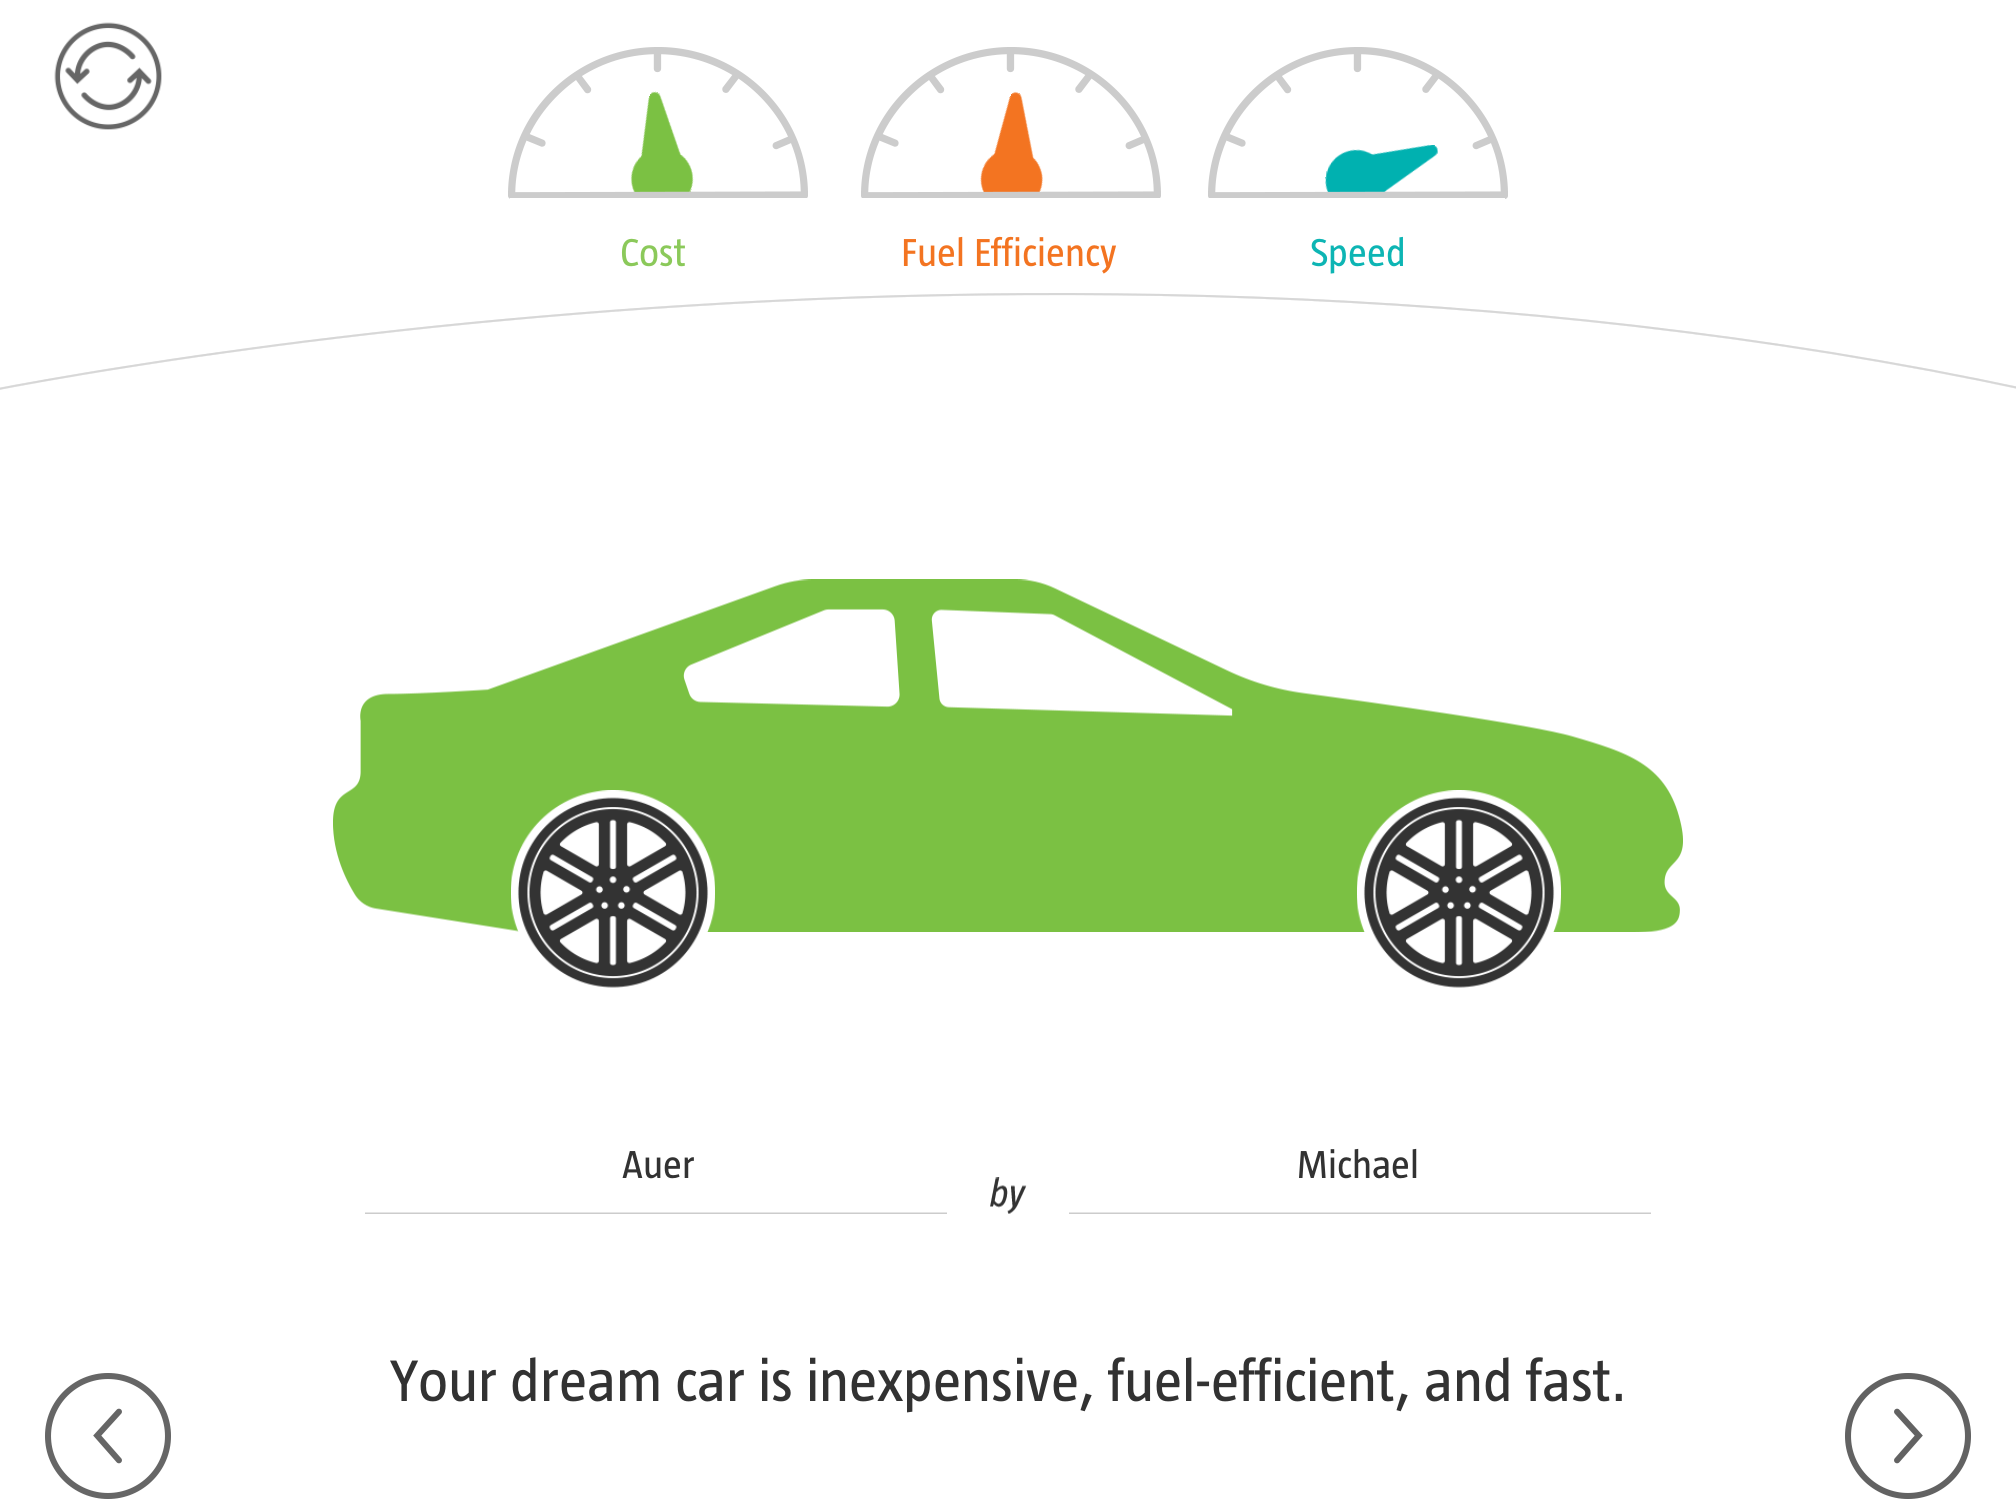 Cost
Fuel Efficiency
Speed
Auer
by
Michael
Your dream car is inexpensive, fuel-efficient, and fast.